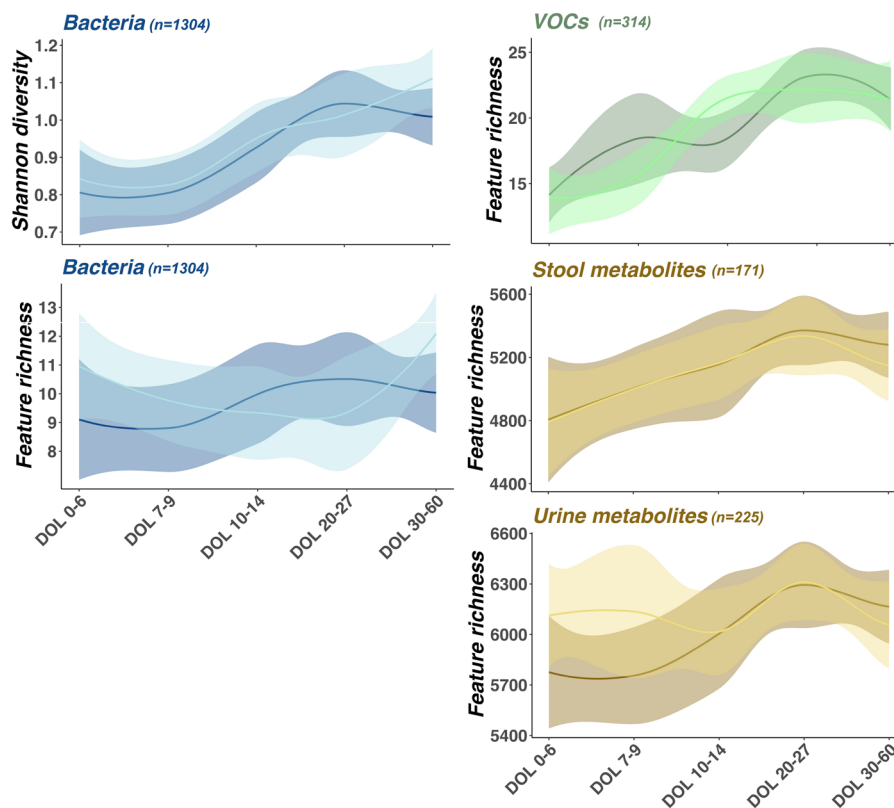 Bacteria (n=1304)
Shannon diversity
1.2
1.1
1.0
0.9
0.8
0.7
Bacteria (n=1304)
Feature richness
13
12
11
10
9
8
DOL 0-6
DOL 7-9
DOL 10-14
DOL 20-27
DOL 30-60
VOCs (n=314)
Feature richness
25
20
15
Stool metabolites (n=171)
Feature richness
5600
5200
4800
4400
Urine metabolites (n=225)
Feature richness
6600
6300
6000
5700
5400
DOL 0-6
DOL 7-9
DOL 10-14
DOL 20-27
DOL 30-60